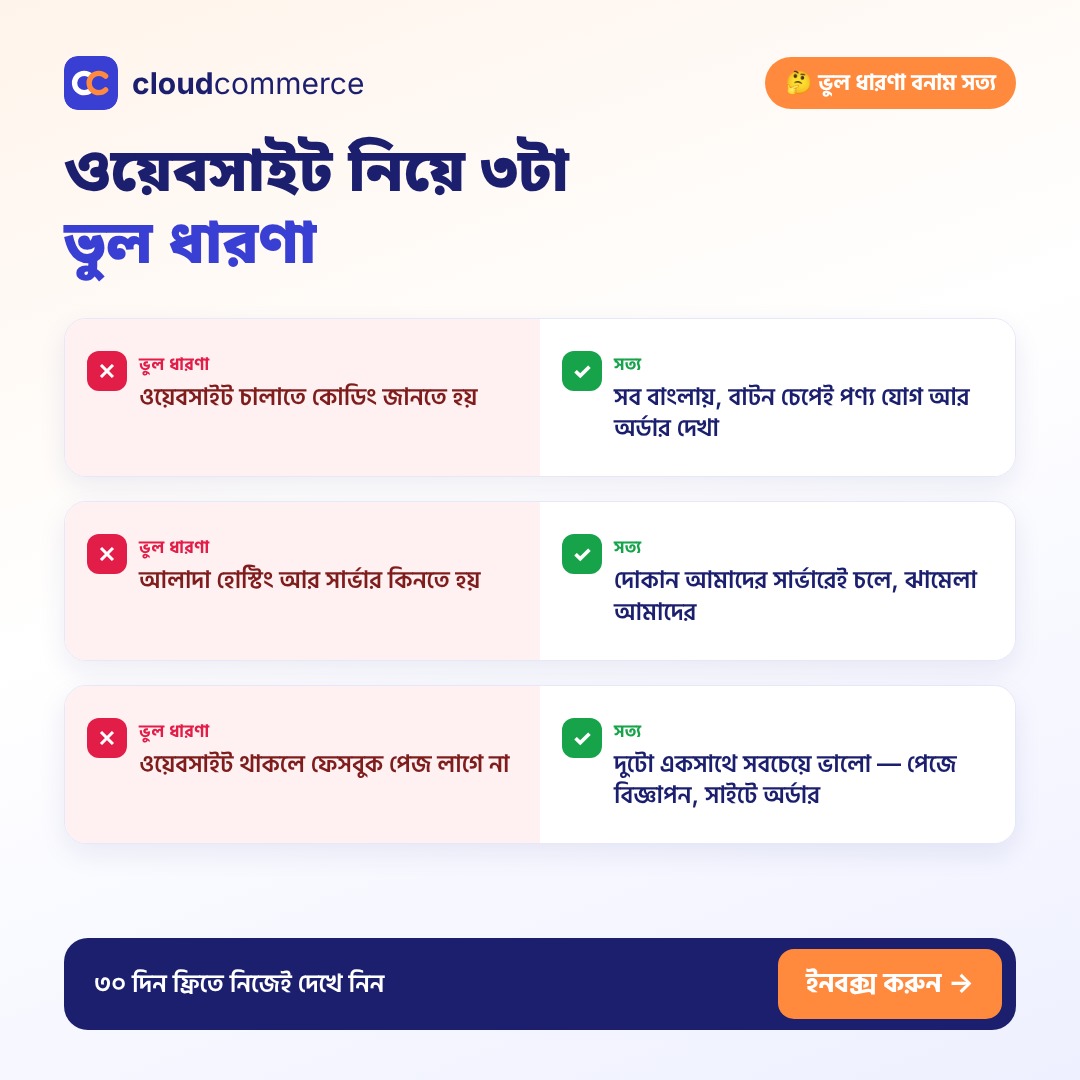 cloudcommerce
🤔 ভুল ধারণা বনাম সত্য
ওয়েবসাইট নিয়ে ৩টা
ভুল ধারণা
ভুল ধারণা
ওয়েবসাইট চালাতে কোডিং জানতে হয়
সত্য
সব বাংলায়, বাটন চেপেই পণ্য যোগ আর
অর্ডার দেখা
ভুল ধারণা
আলাদা হোস্টিং আর সার্ভার কিনতে হয়
সত্য
দোকান আমাদের সার্ভারেই চলে, ঝামেলা
আমাদের
ভুল ধারণা
ওয়েবসাইট থাকলে ফেসবুক পেজ লাগে না
সত্য
দুটো একসাথে সবচেয়ে ভালো — পেজে
বিজ্ঞাপন, সাইটে অর্ডার
৩০ দিন ফ্রিতে নিজেই দেখে নিন
ইনবক্স করুন →